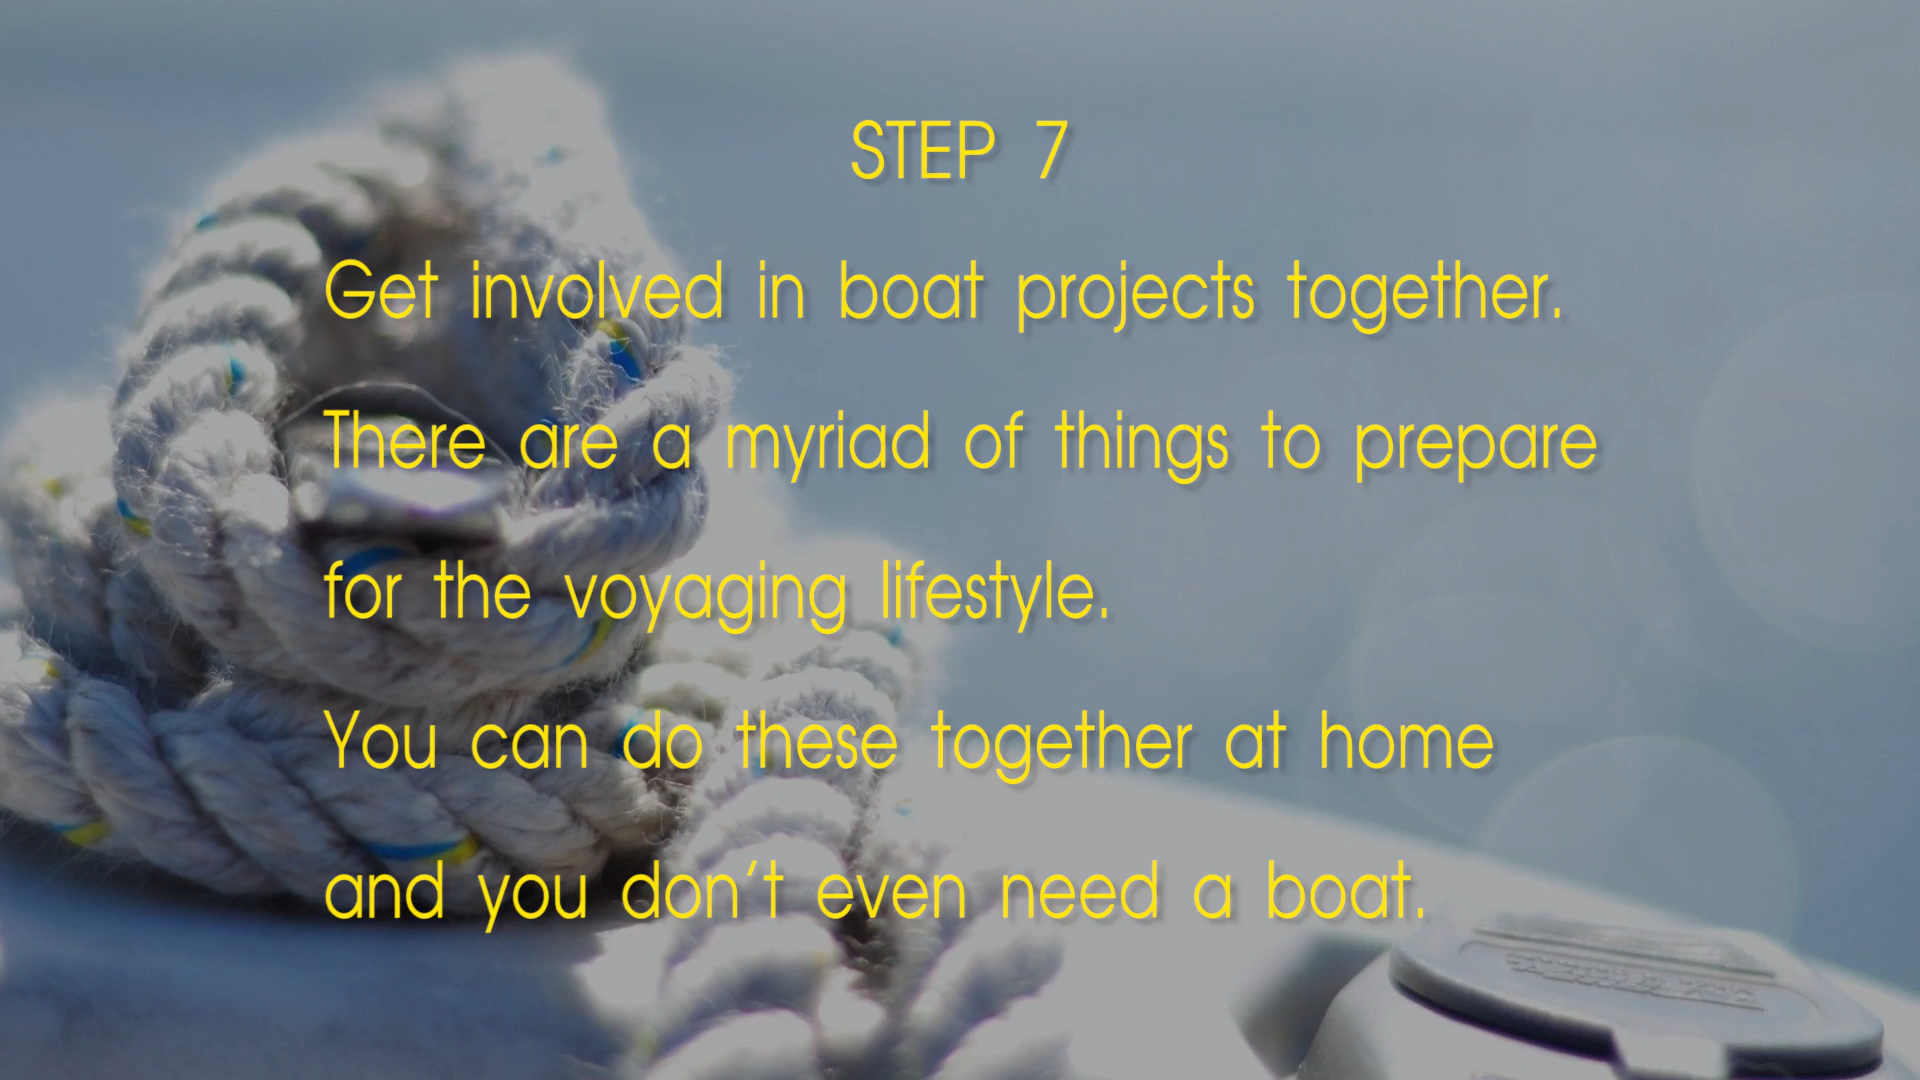 STEP 7
Get involved in boat projects together.
There are a myriad of things to prepare
for the voyaging lifestyle.
You can do these together at home
and you don't even need a boat.